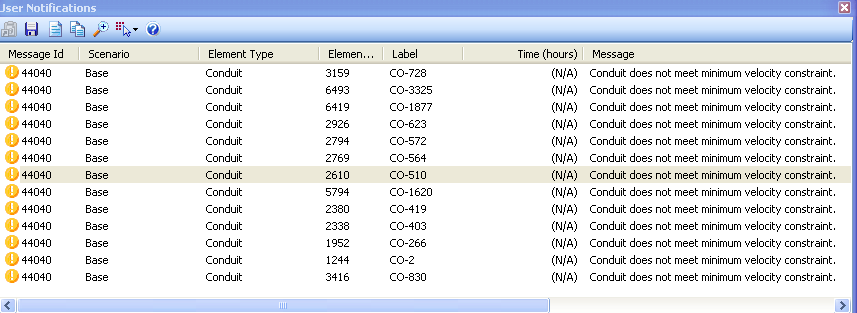 User Notifications
Message Id Scenario Element Type Elemen... Label Time (hours) Message
44040 Base Conduit 3159 CO-728 (N/A) Conduit does not meet minimum velocity constraint.
44040 Base Conduit 6493 CO-3325 (N/A) Conduit does not meet minimum velocity constraint.
44040 Base Conduit 6419 CO-1877 (N/A) Conduit does not meet minimum velocity constraint.
44040 Base Conduit 2926 CO-623 (N/A) Conduit does not meet minimum velocity constraint.
44040 Base Conduit 2794 CO-572 (N/A) Conduit does not meet minimum velocity constraint.
44040 Base Conduit 2769 CO-564 (N/A) Conduit does not meet minimum velocity constraint.
44040 Base Conduit 2610 CO-510 (N/A) Conduit does not meet minimum velocity constraint.
44040 Base Conduit 5794 CO-1620 (N/A) Conduit does not meet minimum velocity constraint.
44040 Base Conduit 2380 CO-419 (N/A) Conduit does not meet minimum velocity constraint.
44040 Base Conduit 2338 CO-403 (N/A) Conduit does not meet minimum velocity constraint.
44040 Base Conduit 1952 CO-266 (N/A) Conduit does not meet minimum velocity constraint.
44040 Base Conduit 1244 CO-2 (N/A) Conduit does not meet minimum velocity constraint.
44040 Base Conduit 3416 CO-830 (N/A) Conduit does not meet minimum velocity constraint.